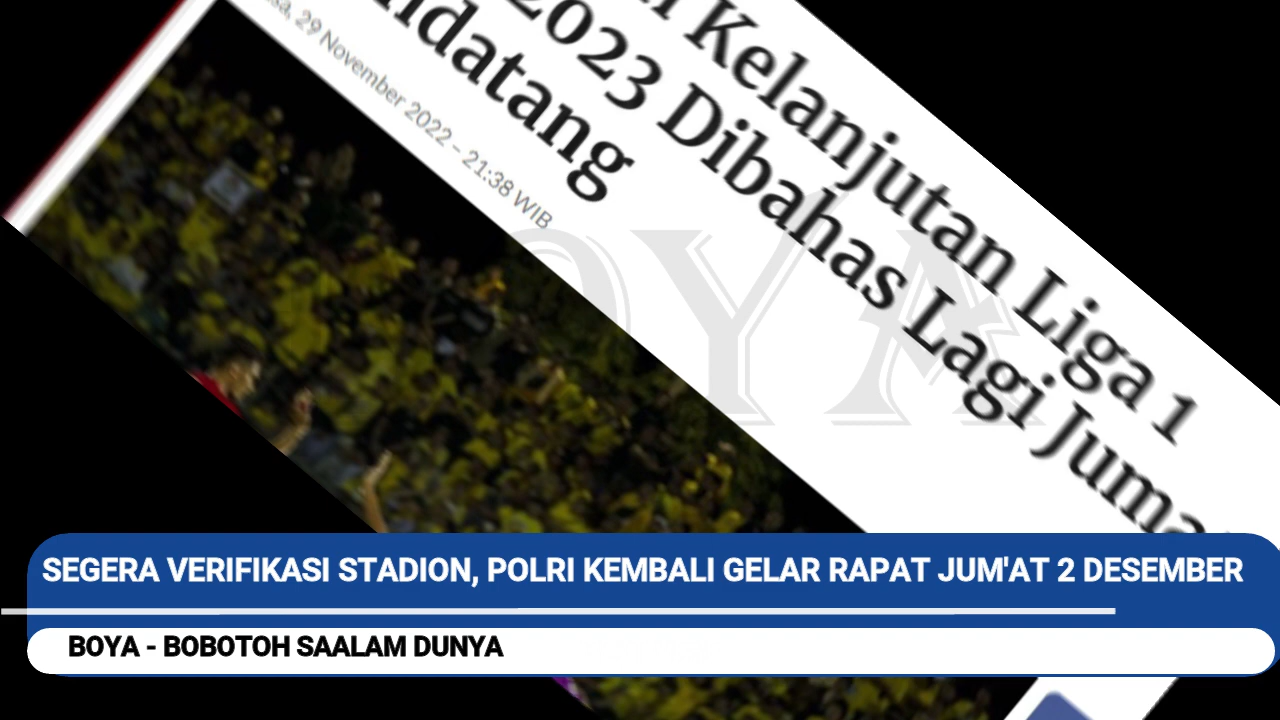 Kelanjutan Liga 1
2023 Dibahas Lagi
ndatang
29 November 2022 - 21:38 WIB
OYA
SEGERA VERIFIKASI STADION, POLRI KEMBALI GELAR RAPAT JUM'AT 2 DESEMBER
BOYA - BOBOTOH SAALAM DUNYA